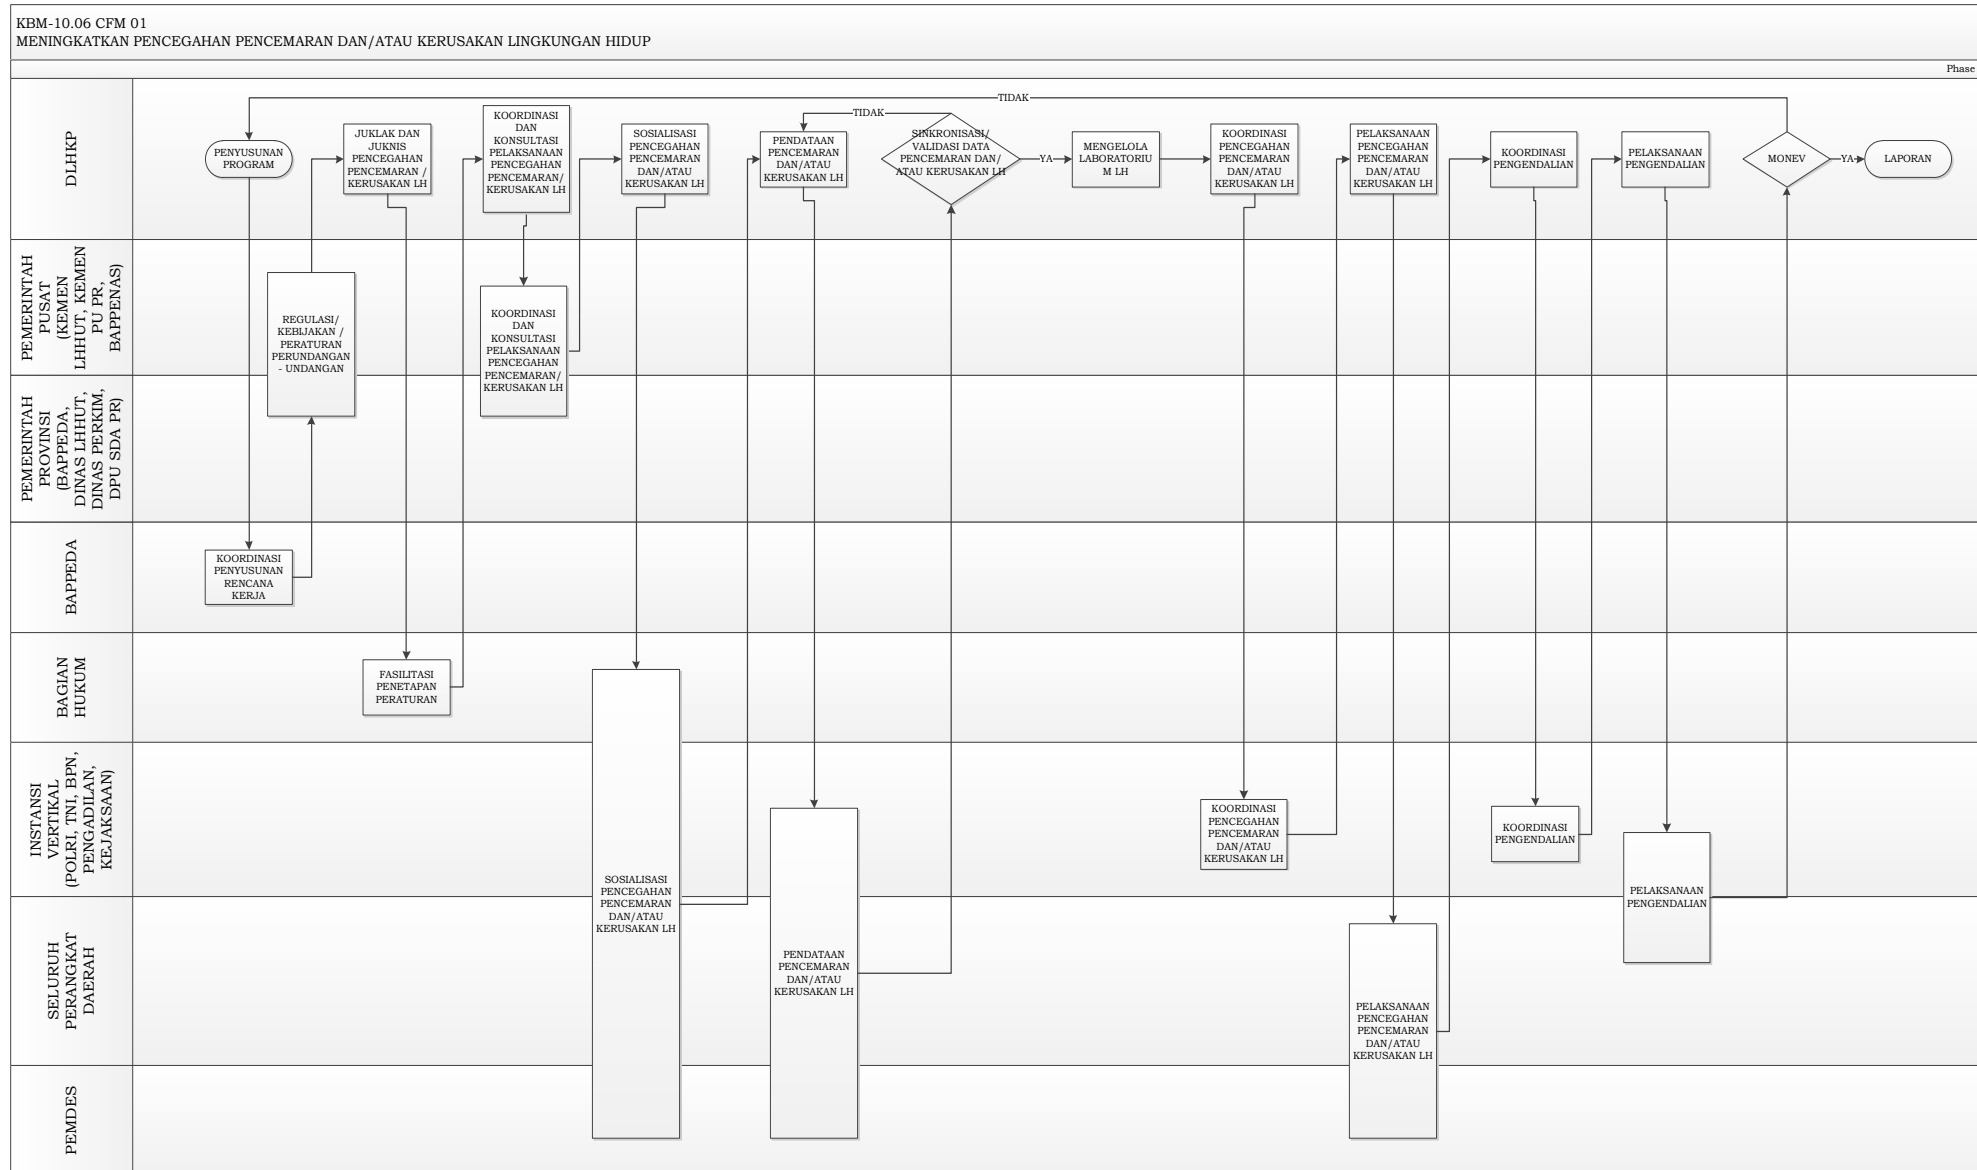 KBM-10.06 CFM 01
MENINGKATKAN PENCEGAHAN PENCEMARAN DAN/ATAU KERUSAKAN LINGKUNGAN HIDUP
Phase
DLHKP
TIDAK
PENYUSUNAN
PROGRAM
JUKLAK DAN
JUKNIS
PENCEGAHAN
PENCEMARAN /
KERUSAKAN LH
KOORDINASI
DAN
KONSULTASI
PELAKSANAAN
PENCEGAHAN
PENCEMARAN/
KERUSAKAN LH
SOSIALISASI
PENCEGAHAN
PENCEMARAN
DAN/ATAU
KERUSAKAN LH
PENDATAAN
PENCEMARAN
DAN/ATAU
KERUSAKAN LH
TIDAK
SINKRONISASI/
VALIDASI DATA
PENCEMARAN DAN/
ATAU KERUSAKAN LH
YA
MENGELOLA
LABORATORIU
M LH
KOORDINASI
PENCEGAHAN
PENCEMARAN
DAN/ATAU
KERUSAKAN LH
PELAKSANAAN
PENCEGAHAN
PENCEMARAN
DAN/ATAU
KERUSAKAN LH
KOORDINASI
PENGENDALIAN
PELAKSANAAN
PENGENDALIAN
MONEV
YA
LAPORAN
PEMERINTAH
PUSAT
(KEMEN
LHHUT, KEMEN
PU PR,
BAPPENAS)
REGULASI/
KEBIJAKAN /
PERATURAN
PERUNDANGAN
- UNDANGAN
KOORDINASI
DAN
KONSULTASI
PELAKSANAAN
PENCEGAHAN
PENCEMARAN/
KERUSAKAN LH
PEMERINTAH
PROVINSI
(BAPPEDA,
DINAS LHHUT,
DINAS PERKIM,
DPU SDA PR)
BAPPEDA
KOORDINASI
PENYUSUNAN
RENCANA
KERJA
BAGIAN
HUKUM
FASILITASI
PENETAPAN
PERATURAN
INSTANSI
VERTIKAL
(POLRI, TNI, BPN,
PENGADILAN,
KEJAKSAAN)
SOSIALISASI
PENCEGAHAN
PENCEMARAN
DAN/ATAU
KERUSAKAN LH
PENDATAAN
PENCEMARAN
DAN/ATAU
KERUSAKAN LH
KOORDINASI
PENCEGAHAN
PENCEMARAN
DAN/ATAU
KERUSAKAN LH
KOORDINASI
PENGENDALIAN
PELAKSANAAN
PENGENDALIAN
SELURUH
PERANGKAT
DAERAH
PELAKSANAAN
PENCEGAHAN
PENCEMARAN
DAN/ATAU
KERUSAKAN LH
PEMDES